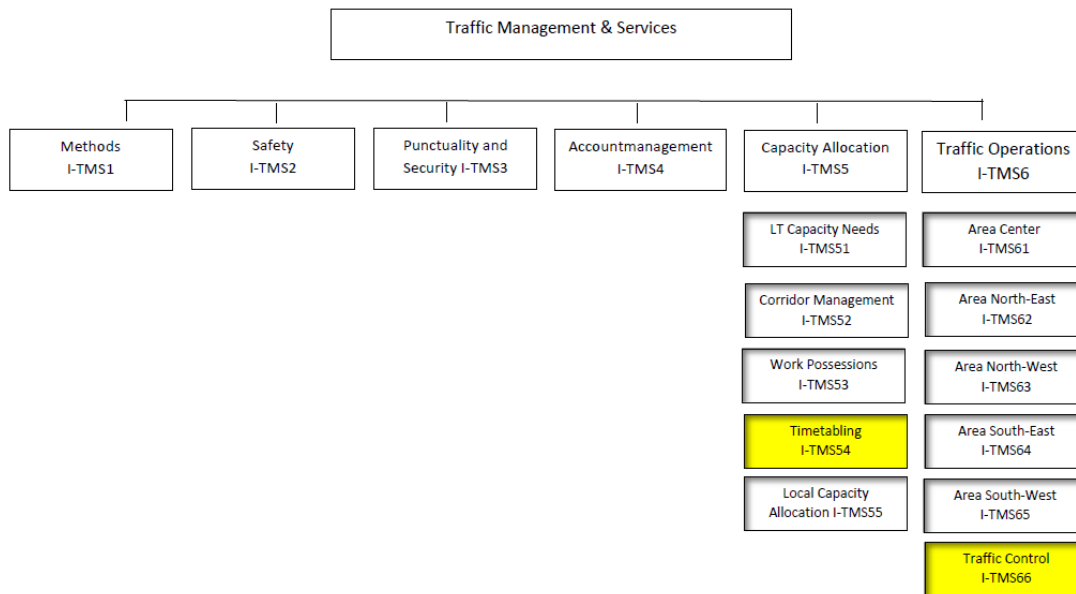 Traffic Management & Services
Methods
I-TMS1
Safety
I-TMS2
Punctuality and
Security I-TMS3
Accountmanagement
I-TMS4
Capacity Allocation
I-TMS5
Traffic Operations
I-TMS6
LT Capacity Needs
I-TMS51
Corridor Management
I-TMS52
Work Possessions
I-TMS53
Timetabling
I-TMS54
Local Capacity
Allocation I-TMS55
Area Center
I-TMS61
Area North-East
I-TMS62
Area North-West
I-TMS63
Area South-East
I-TMS64
Area South-West
I-TMS65
Traffic Control
I-TMS66